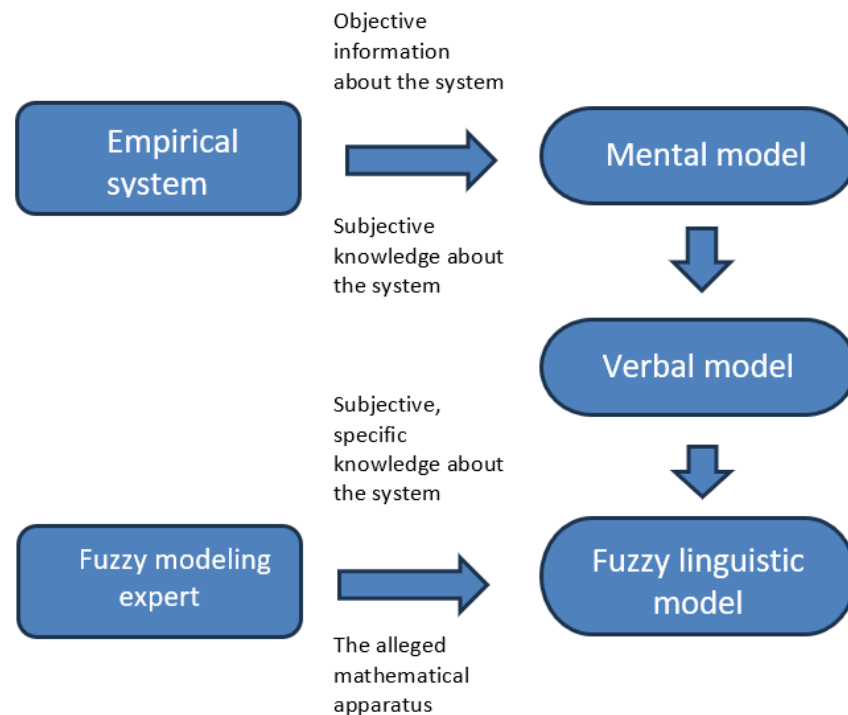 Objective
information
about the system
Empirical
system
Mental model
Subjective
knowledge about
the system
Verbal model
Subjective,
specific
knowledge about
the system
Fuzzy modeling
expert
Fuzzy linguistic
model
The alleged
mathematical
apparatus